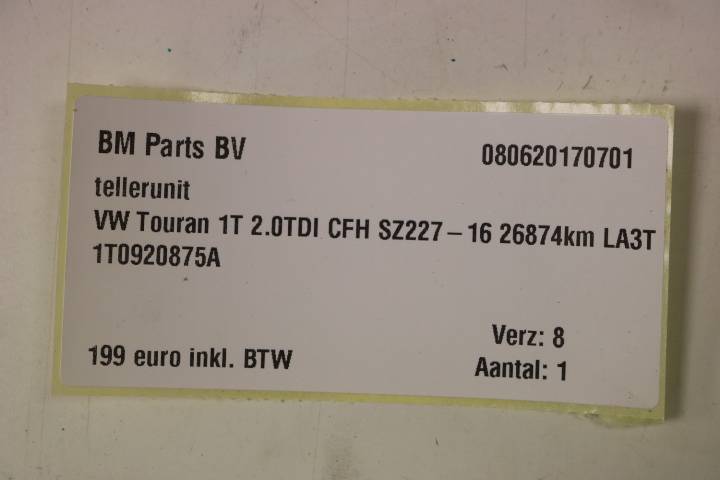 BM Parts BV
080620170701
tellerunit
VW Touran 1T 2.0TDI CFH SZ227 – 16 26874km LA3T
1T0920875A
Verz: 8
199 euro inkl. BTW
Aantal: 1